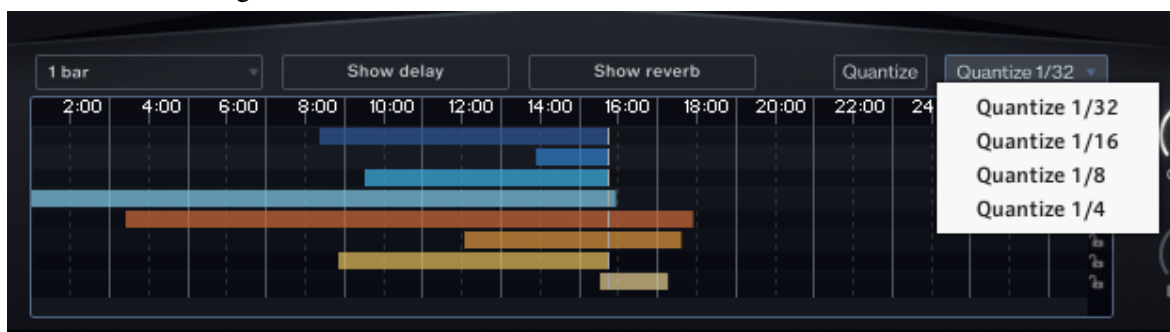 1 bar Show delay Show reverb Quantize Quantize 1/32
2:00 4:00 6:00 8:00 10:00 12:00 14:00 16:00 18:00 20:00 22:00 24
Quantize 1/32
Quantize 1/16
Quantize 1/8
Quantize 1/4